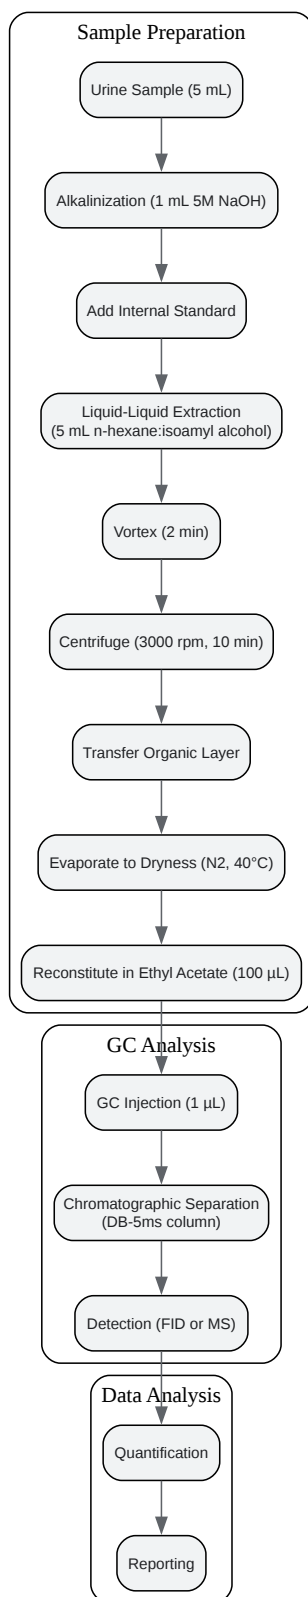 Sample Preparation
Urine Sample (5 mL)
Alkalinization (1 mL 5M NaOH)
Add Internal Standard
Liquid-Liquid Extraction
(5 mL n-hexane:isoamyl alcohol)
Vortex (2 min)
Centrifuge (3000 rpm, 10 min)
Transfer Organic Layer
Evaporate to Dryness (N2, 40°C)
Reconstitute in Ethyl Acetate (100 µL)
GC Analysis
GC Injection (1 µL)
Chromatographic Separation
(DB-5ms column)
Detection (FID or MS)
Data Analysis
Quantification
Reporting